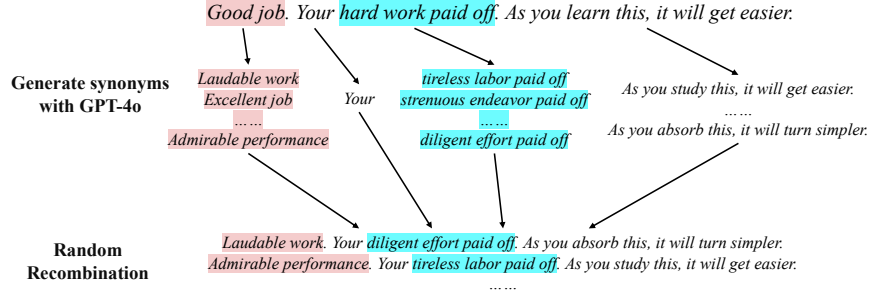 Good job. Your hard work paid off. As you learn this, it will get easier.
Generate synonyms
with GPT-4o
Laudable work
Excellent job
……
Admirable performance
Your
tireless labor paid off
strenuous endeavor paid off
……
diligent effort paid off
As you study this, it will get easier.
……
As you absorb this, it will turn simpler.
Random
Recombination
Laudable work. Your diligent effort paid off. As you absorb this, it will turn simpler.
Admirable performance. Your tireless labor paid off. As you study this, it will get easier.
……